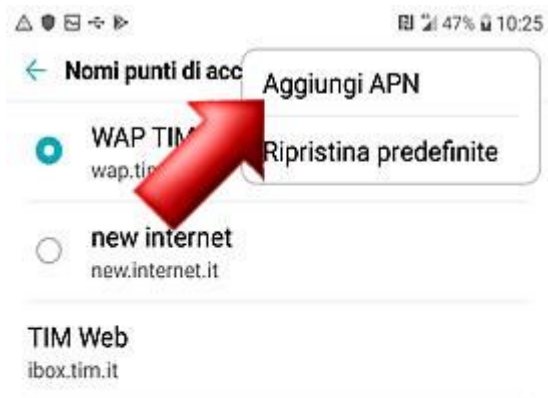 47% 10:25
Nomi punti di acc
Aggiungi APN
WAP TIM
wap.tim
Ripristina predefinite
new internet
new.internet.it
TIM Web
ibox.tim.it